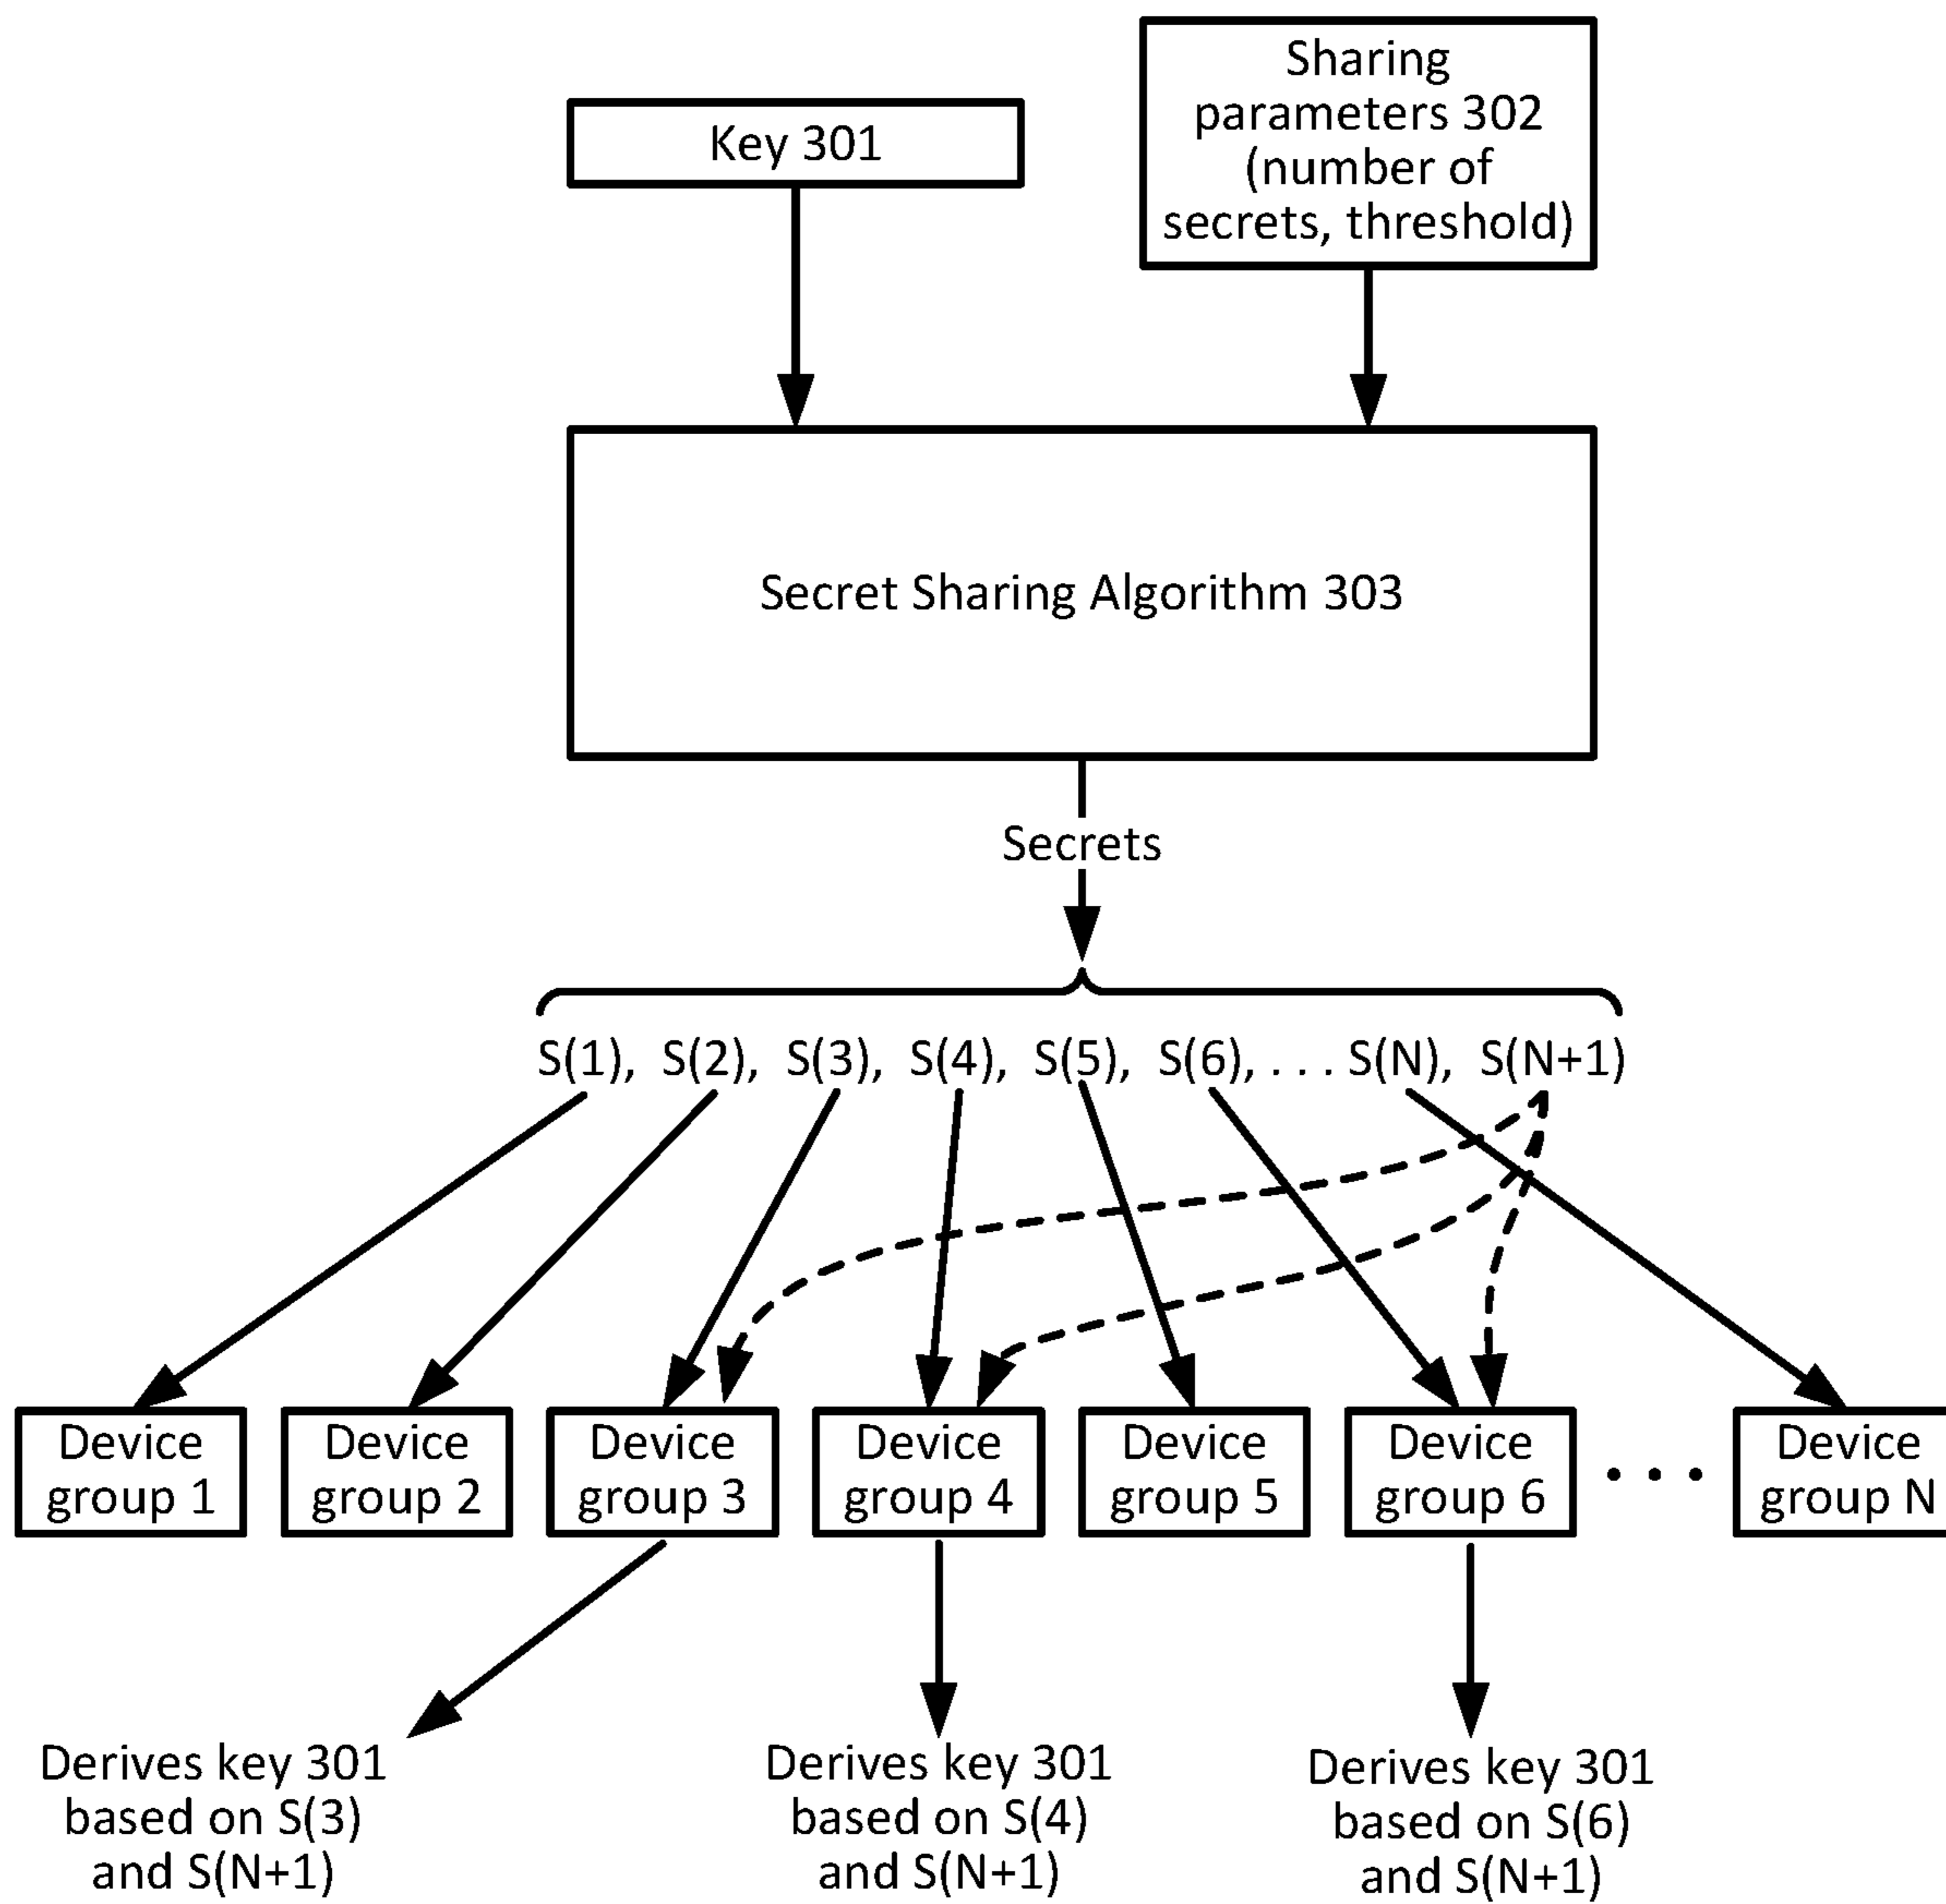 Key 301
Sharing
parameters 302
(number of
secrets, threshold)
Secret Sharing Algorithm 303
Secrets
S(1), S(2), S(3), S(4), S(5), S(6), . . . S(N), S(N+1)
Device
group 1
Device
group 2
Device
group 3
Device
group 4
Device
group 5
Device
group 6
• • •
Device
group N
Derives key 301
based on S(3)
and S(N+1)
Derives key 301
based on S(4)
and S(N+1)
Derives key 301
based on S(6)
and S(N+1)